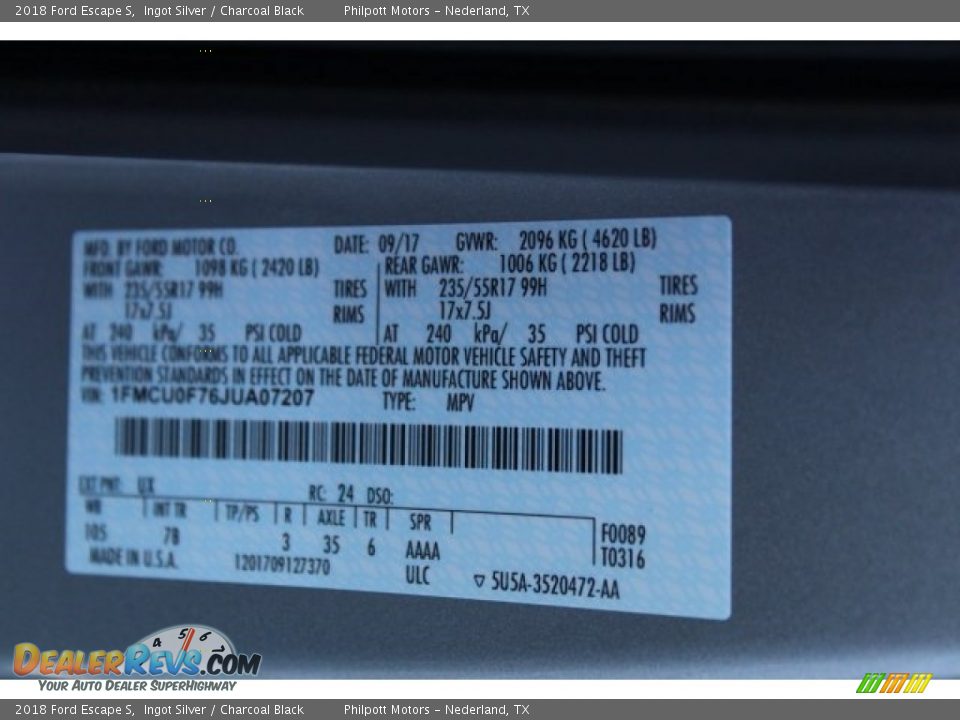 2018 Ford Escape S, Ingot Silver / Charcoal Black Philpott Motors – Nederland, TX
MFD. BY FORD MOTOR CO. DATE: 09/17 GVWR: 2096 KG ( 4620 LB)
FRONT GAWR: 1098 KG ( 2420 LB) REAR GAWR: 1006 KG ( 2218 LB)
WITH 235/55R17 99H TIRES WITH 235/55R17 99H TIRES
17x7.5J RIMS 17x7.5J RIMS
AT 240 kPa/ 35 PSI COLD AT 240 kPa/ 35 PSI COLD
THIS VEHICLE CONFORMS TO ALL APPLICABLE FEDERAL MOTOR VEHICLE SAFETY AND THEFT
PREVENTION STANDARDS IN EFFECT ON THE DATE OF MANUFACTURE SHOWN ABOVE.
VIN: 1FMCU0F76JUA07207 TYPE: MPV
EXT PNT: UX RC: 24 DSO:
WB INT TR TP/PS R AXLE TR SPR F0089
105 7B 3 35 6 AAAA T0316
MADE IN U.S.A. 1201709127370 ULC ▽ 5U5A-3520472-AA
4 5 6
DEALERREVS.COM
YOUR AUTO DEALER SUPERHIGHWAY
2018 Ford Escape S, Ingot Silver / Charcoal Black Philpott Motors – Nederland, TX